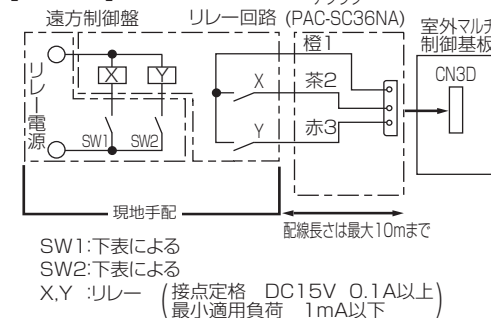 遠方制御盤
リレー回路
(PAC-SC36NA)
室外マルチ
制御基板
リレー電源
X
Y
SW1
SW2
X
Y
橙1
茶2
赤3
CN3D
現地手配
配線長さは最大10mまで
SW1:下表による
SW2:下表による
X,Y :リレー (接点定格 DC15V 0.1A以上
最小適用負荷 1mA以下)